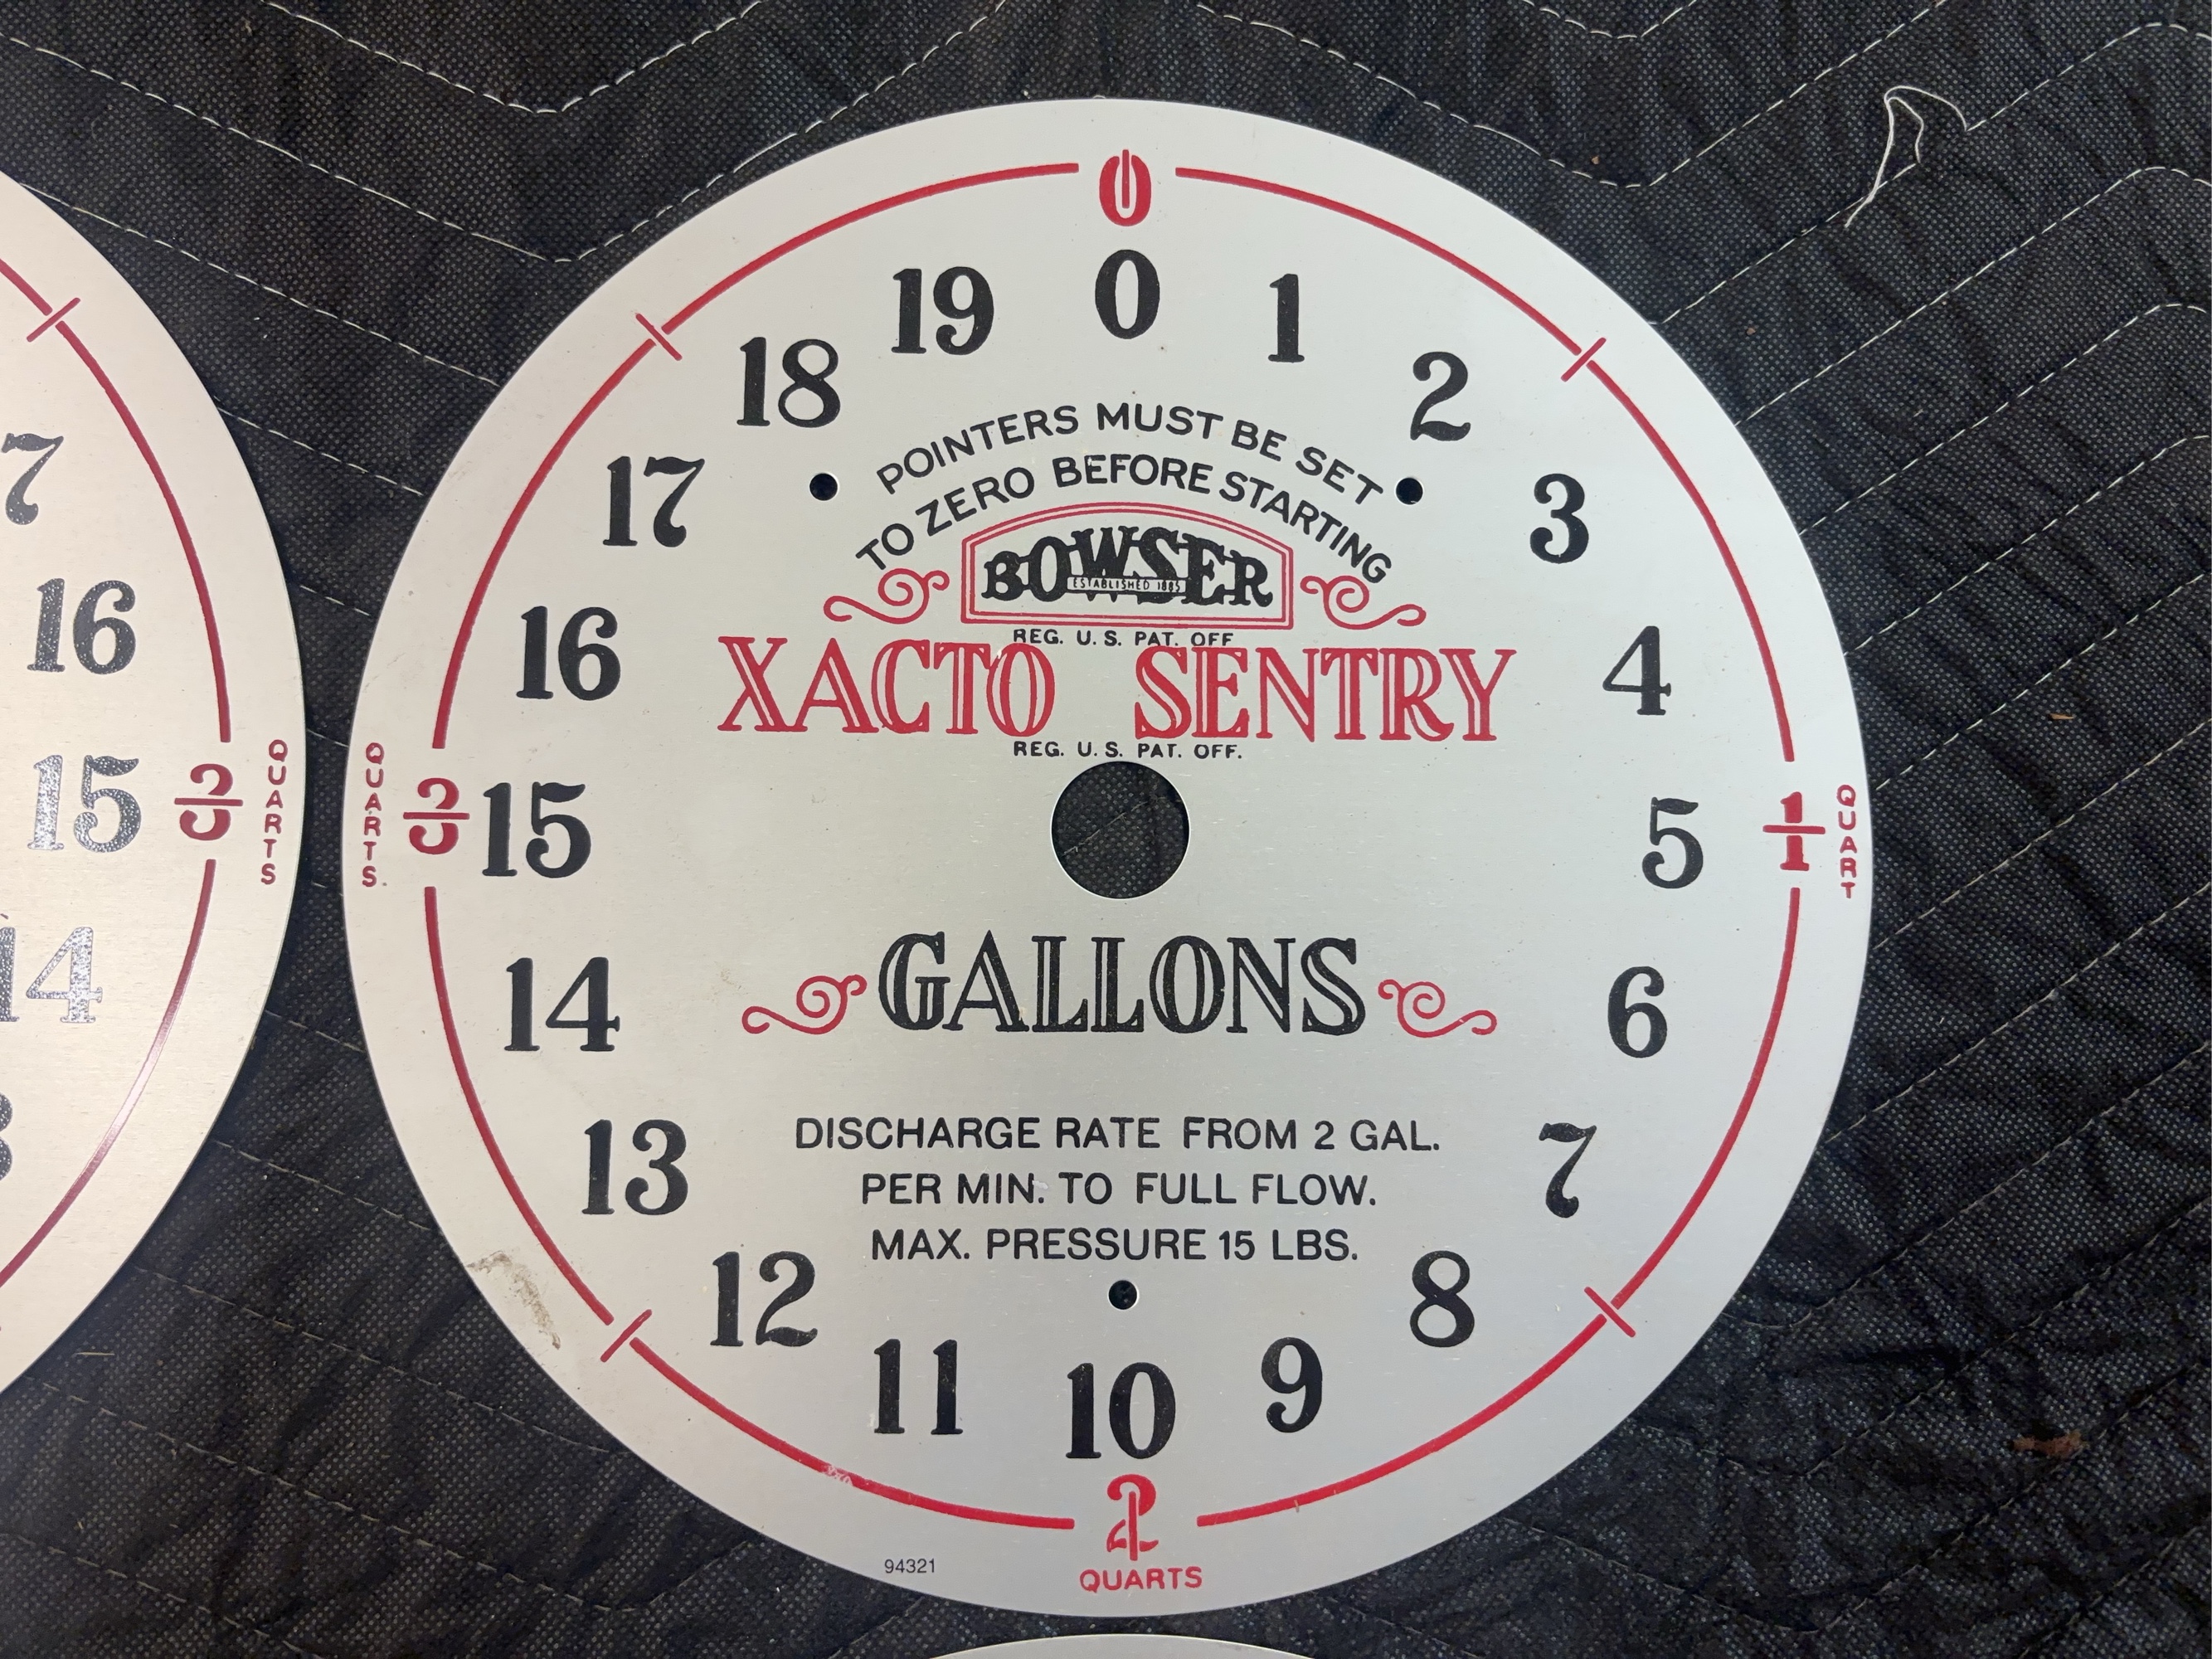 0
0
1
2
3
4
5
6
7
8
9
10
11
12
13
14
15
16
17
18
19
POINTERS MUST BE SET
TO ZERO BEFORE STARTING
BOWSER
ESTABLISHED 1885
REG. U. S. PAT. OFF
XACTO SENTRY
REG. U. S. PAT. OFF.
GALLONS
DISCHARGE RATE FROM 2 GAL.
PER MIN. TO FULL FLOW.
MAX. PRESSURE 15 LBS.
1
QUART
2
QUARTS
3
QUARTS.
94321
7
16
15
14
3
QUARTS